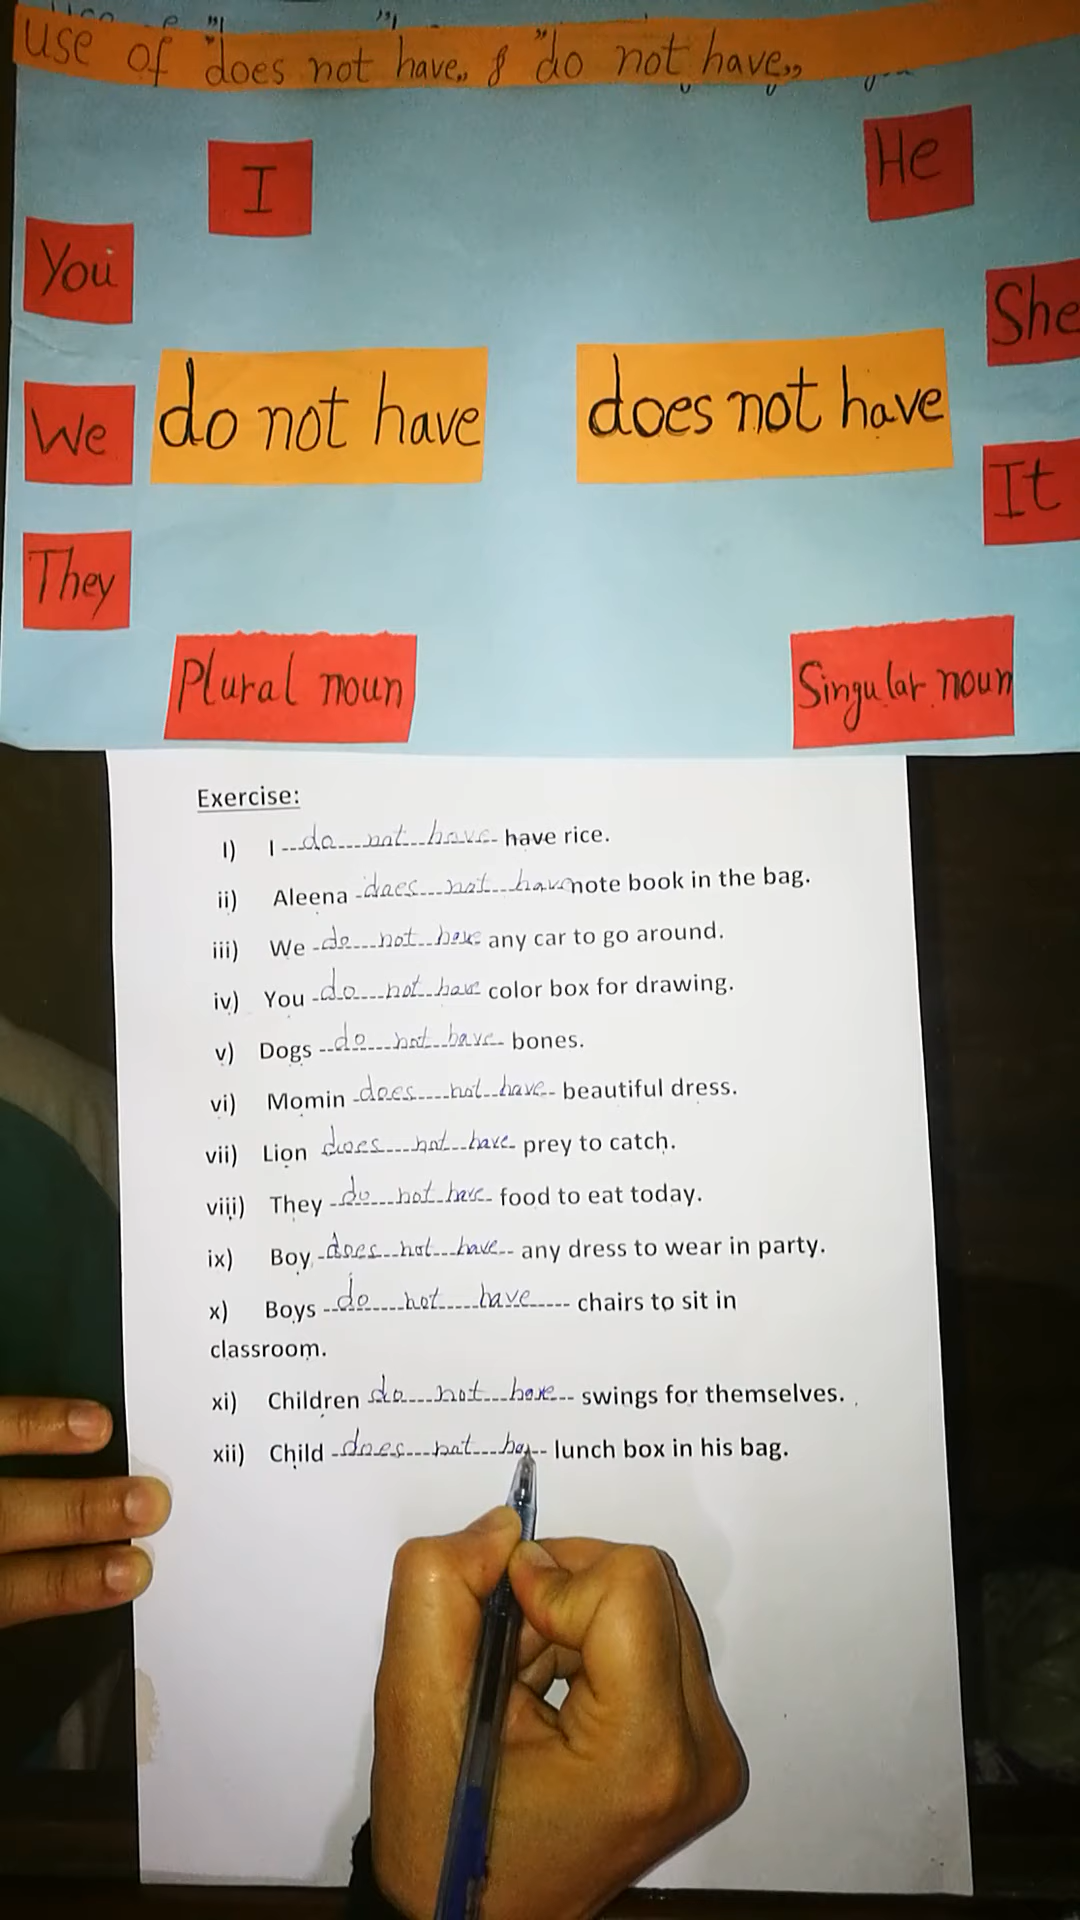 use of "does not have" & "do not have"
I
He
You
She
do not have
does not have
We
It
They
Plural noun
Singular noun
Exercise:
I) I do not have have rice.
ii) Aleena does not have note book in the bag.
iii) We do not have any car to go around.
iv) You do not have color box for drawing.
v) Dogs do not have bones.
vi) Momin does not have beautiful dress.
vii) Lion does not have prey to catch.
viii) They do not have food to eat today.
ix) Boy does not have any dress to wear in party.
x) Boys do not have chairs to sit in
classroom.
xi) Children do not have swings for themselves.
xii) Child does not ha lunch box in his bag.